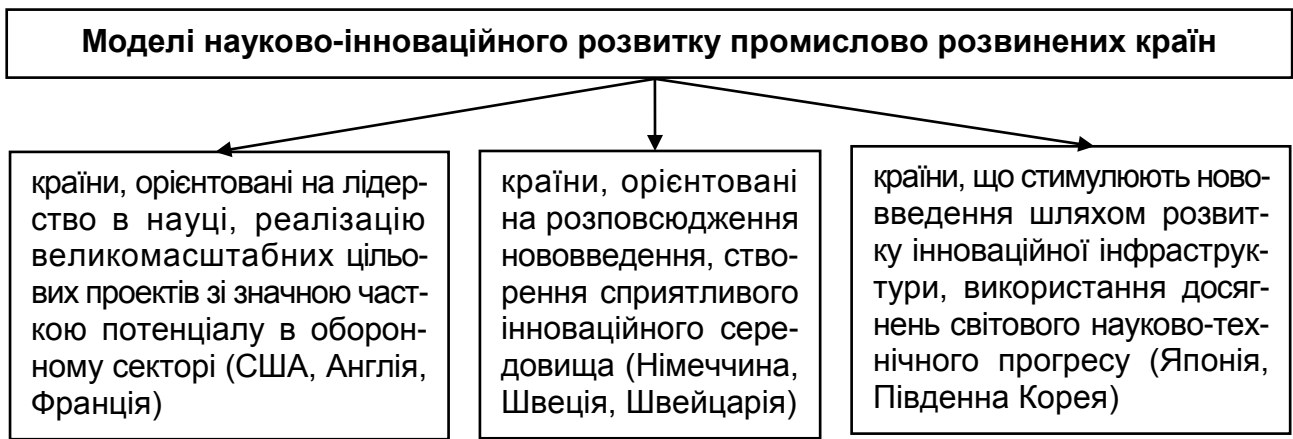 Моделі науково-інноваційного розвитку промислово розвинених країн
країни, орієнтовані на лідер-
ство в науці, реалізацію
великомасштабних цільо-
вих проектів зі значною част-
кою потенціалу в оборон-
ному секторі (США, Англія,
Франція)
країни, орієнтовані
на розповсюдження
нововведення, ство-
рення сприятливого
інноваційного сере-
довища (Німеччина,
Швеція, Швейцарія)
країни, що стимулюють ново-
введення шляхом розвит-
ку інноваційної інфраструк-
тури, використання досяг-
нень світового науково-тех-
нічного прогресу (Японія,
Південна Корея)